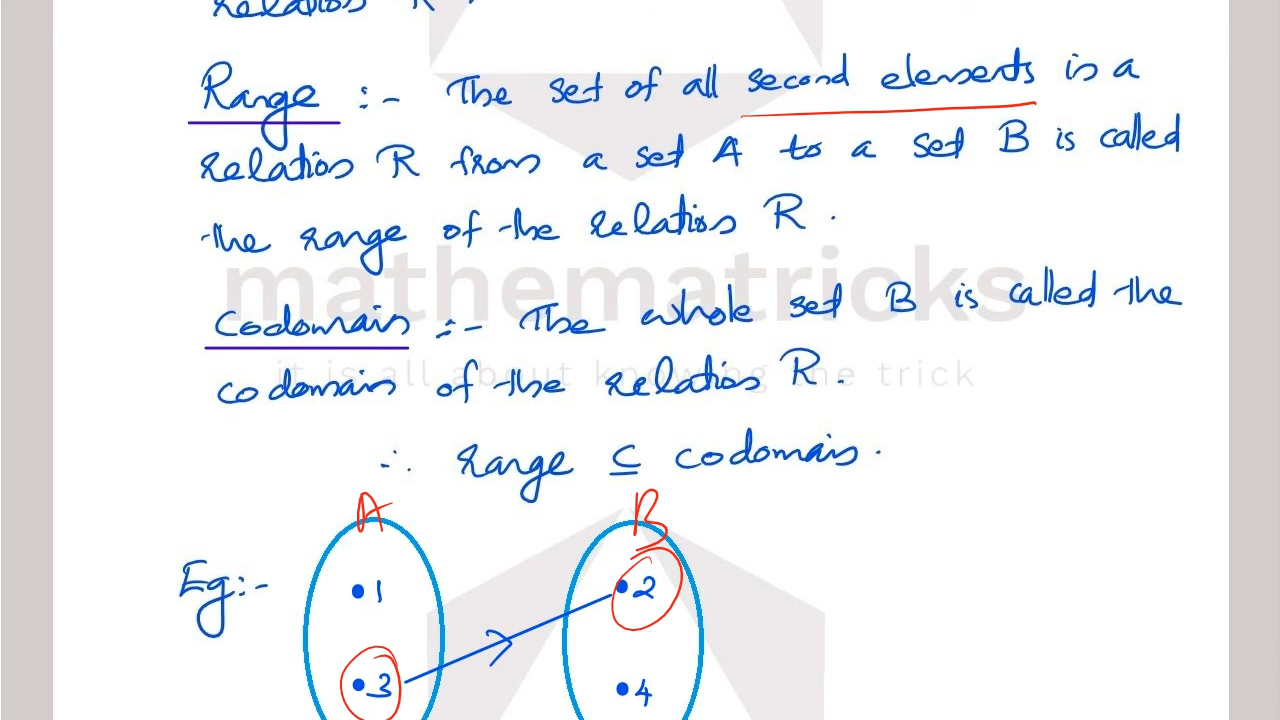 relation R.
Range :- The set of all second elements in a
relation R from a set A to a set B is called
the range of the relation R.
mathematricks
Codomain :- The whole set B is called the
it is all about knowing the trick
codomain of the relation R.
∴ range ⊆ codomain.
A B
Eg:- •1 •2
•3 •4